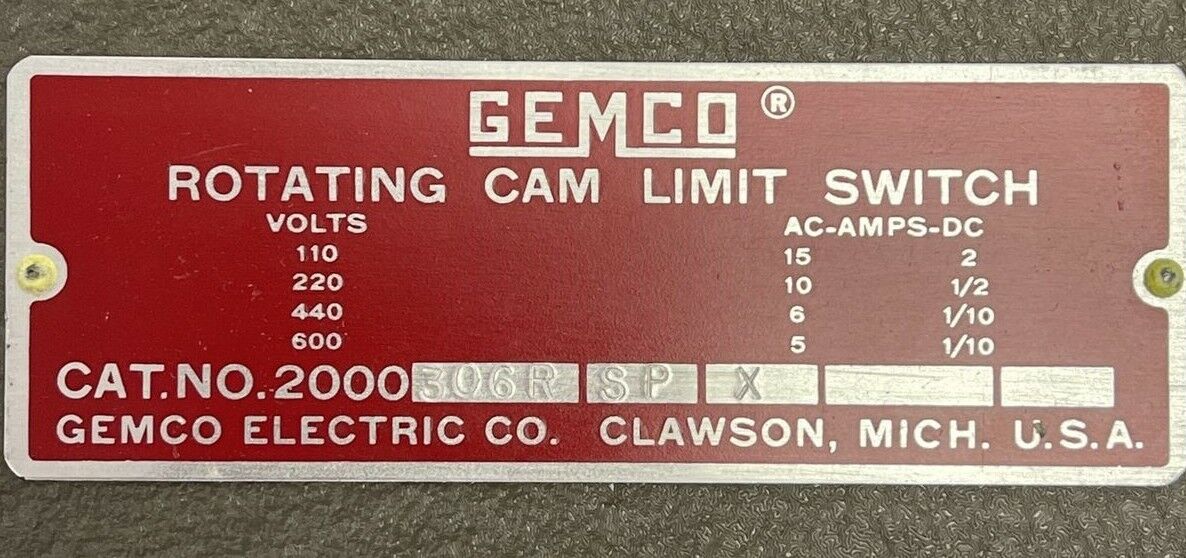 GEMCO ®
ROTATING CAM LIMIT SWITCH
VOLTS AC-AMPS-DC
110 15 2
220 10 1/2
440 6 1/10
600 5 1/10
CAT.NO.2000 306R SP X
GEMCO ELECTRIC CO. CLAWSON, MICH. U.S.A.